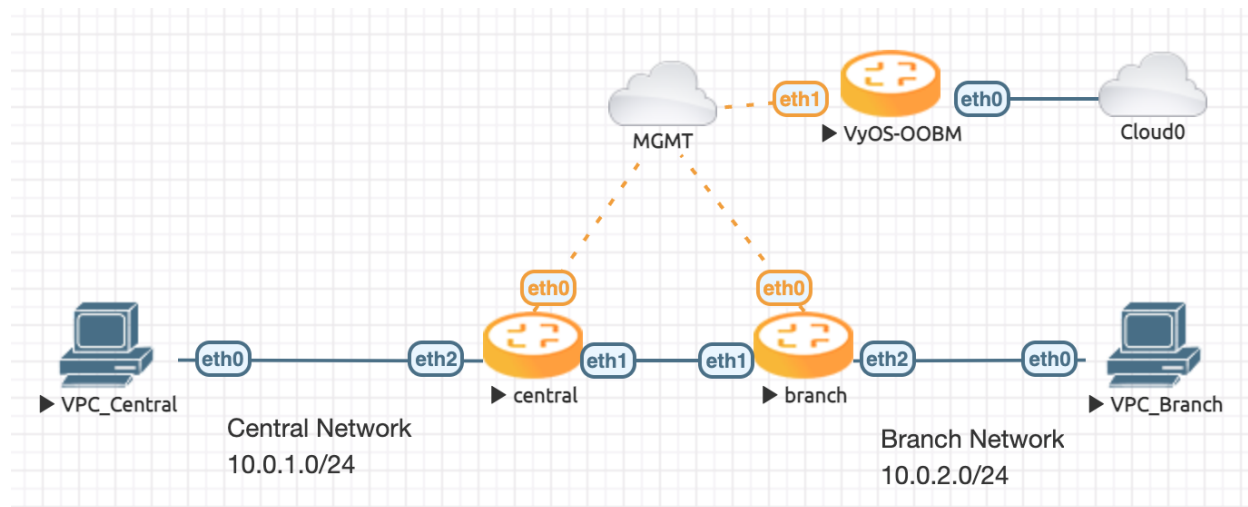 eth1
eth0
MGMT
VyOS-OOBM
Cloud0
eth0
eth0
eth0
eth2
eth1
eth1
eth2
eth0
VPC_Central
central
branch
VPC_Branch
Central Network
10.0.1.0/24
Branch Network
10.0.2.0/24